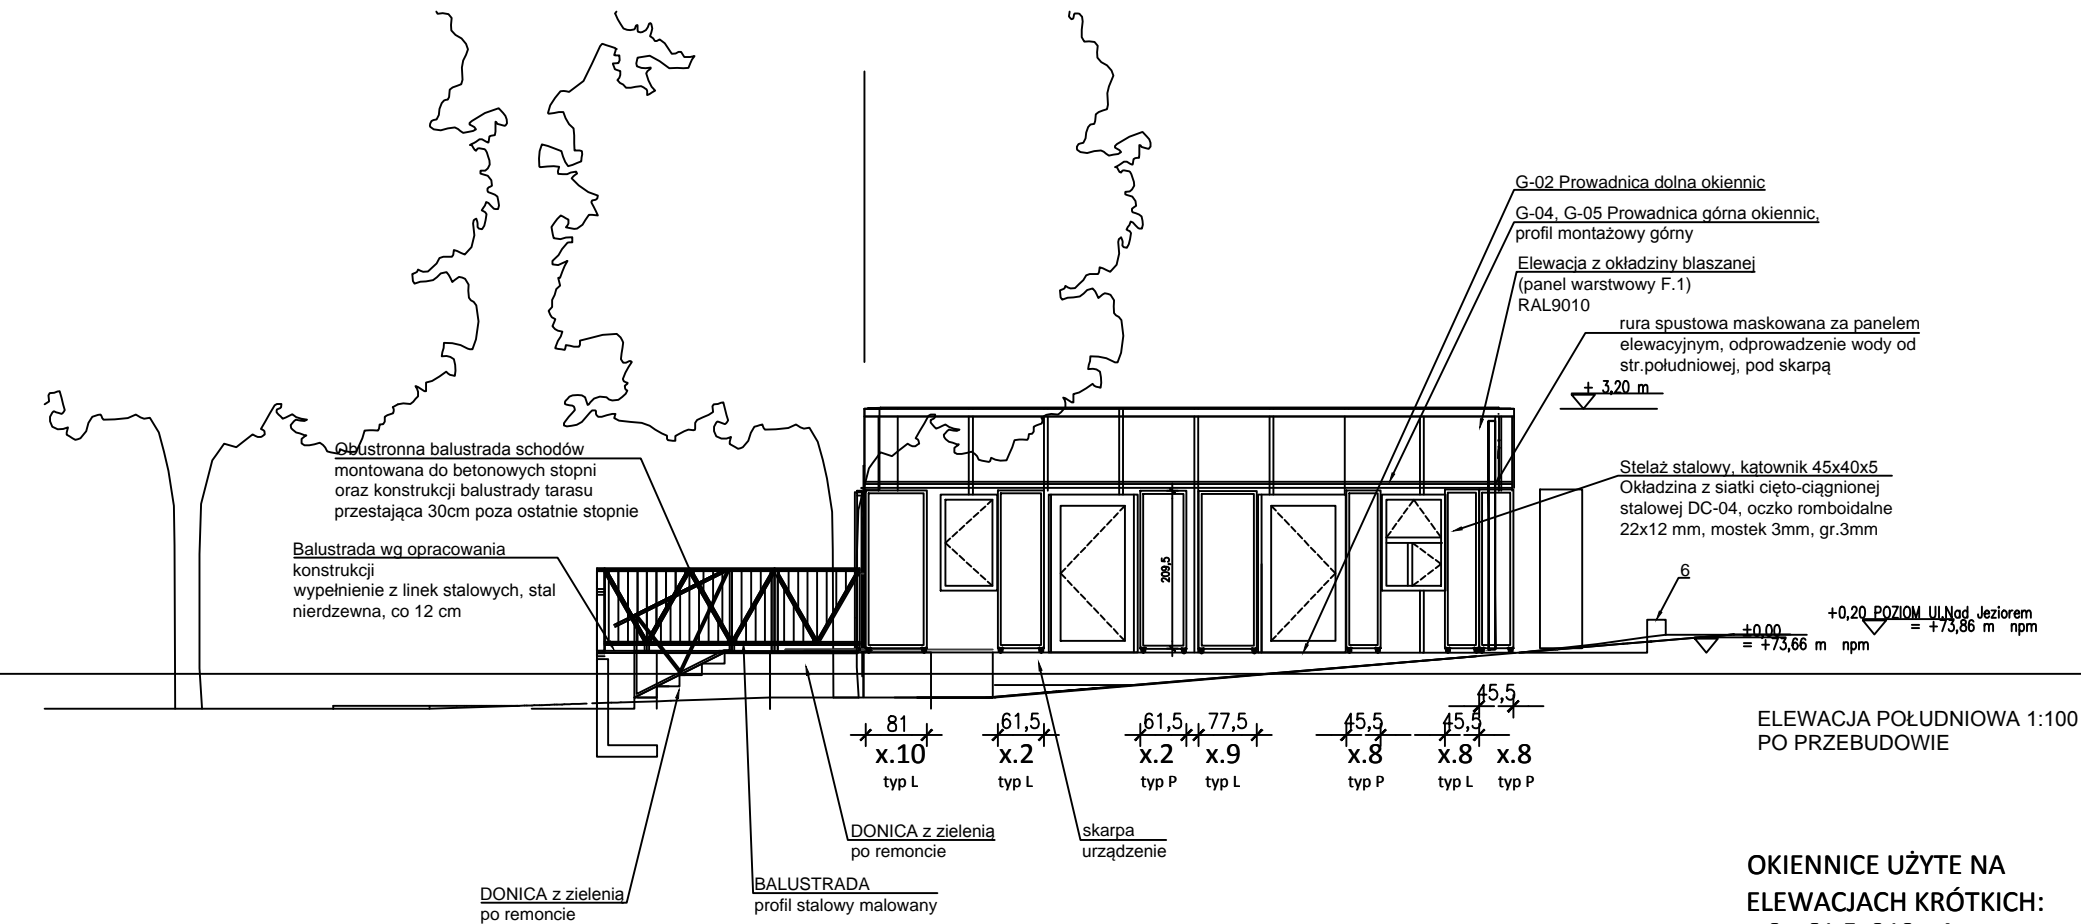 G-02 Prowadnica dolna okiennic
G-04, G-05 Prowadnica górna okiennic,
profil montażowy górny
Elewacja z okładziny blaszanej
(panel warstwowy F.1)
RAL9010
rura spustowa maskowana za panelem
elewacyjnym, odprowadzenie wody od
str.południowej, pod skarpą
+ 3,20 m
Obustronna balustrada schodów
montowana do betonowych stopni
oraz konstrukcji balustrady tarasu
przestająca 30cm poza ostatnie stopnie
Stelaż stalowy, kątownik 45x40x5
Okładzina z siatki cięto-ciągnionej
stalowej DC-04, oczko romboidalne
22x12 mm, mostek 3mm, gr.3mm
Balustrada wg opracowania
konstrukcji
wypełnienie z linek stalowych, stal
nierdzewna, co 12 cm
209,5
6
+0,20 POZIOM Ul.Nad Jeziorem
= +73,86 m npm
±0,00
= +73,66 m npm
81
61,5
61,5
77,5
45,5
45,5
45,5
x.10
x.2
x.2
x.9
x.8
x.8
x.8
typ L
typ L
typ P
typ L
typ P
typ L
typ P
ELEWACJA POŁUDNIOWA 1:100
PO PRZEBUDOWIE
DONICA z zielenią
po remoncie
skarpa
urządzenie
BALUSTRADA
profil stalowy malowany
DONICA z zielenią
po remoncie
OKIENNICE UŻYTE NA
ELEWACJACH KRÓTKICH: